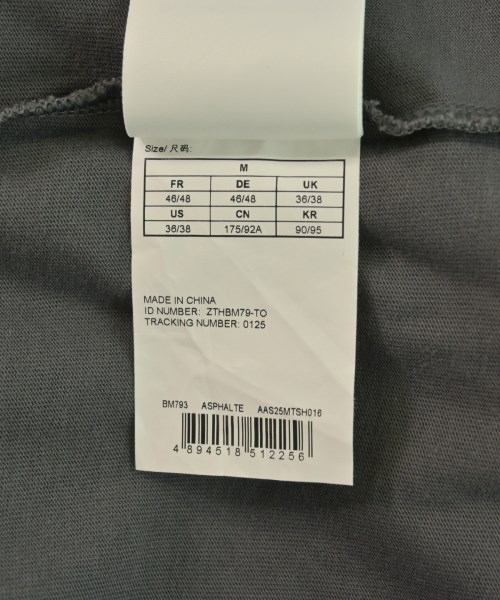 Size/ 尺码:
M
FR DE UK
46/48 46/48 36/38
US CN KR
36/38 175/92A 90/95
MADE IN CHINA
ID NUMBER: ZTHBM79-TO
TRACKING NUMBER: 0125
BM793 ASPHALTE AAS25MTSH016
4 894518 512256